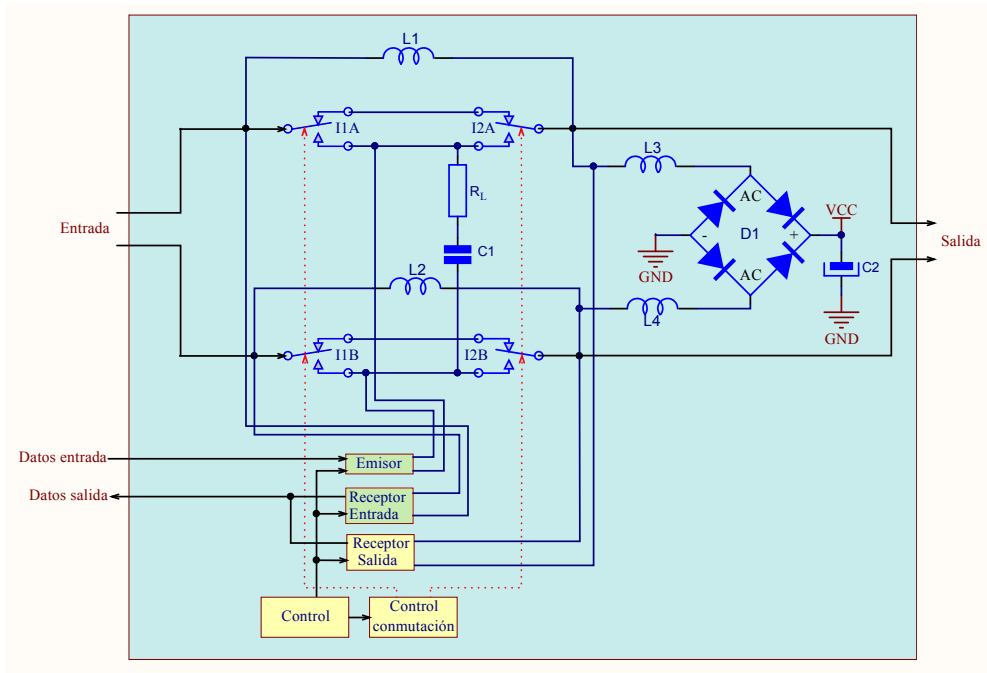 L1
I1A
I2A
L3
R_L
AC
VCC
Entrada
C1
-
D1
+
Salida
GND
C2
L2
AC
L4
GND
I1B
I2B
Datos entrada
Emisor
Datos salida
Receptor
Entrada
Receptor
Salida
Control
Control
conmutación